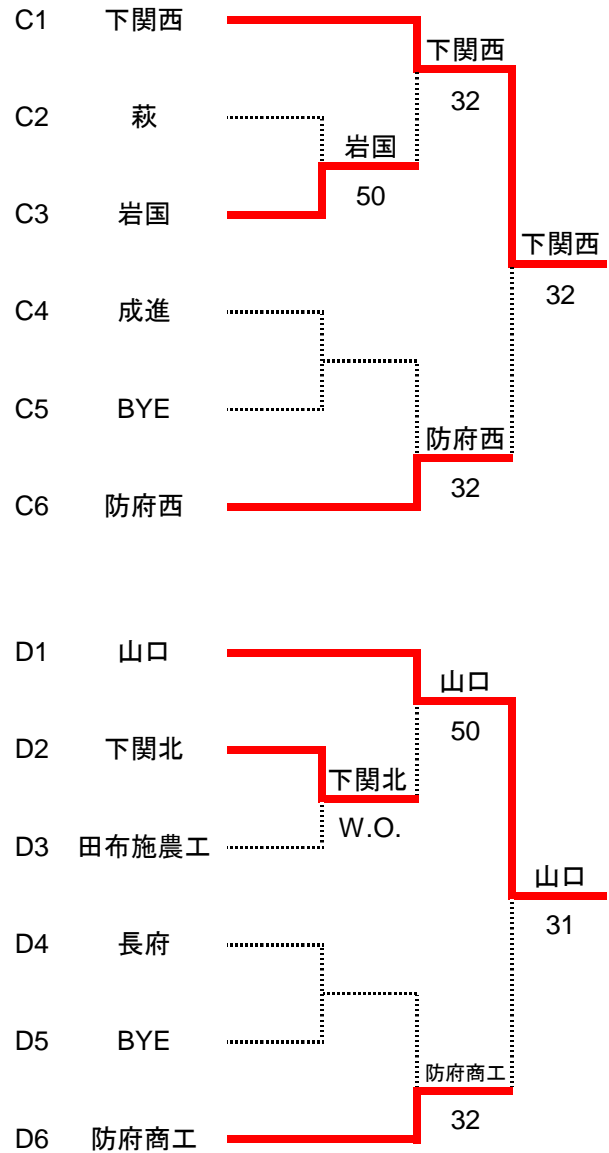 C1 下関西
下関西
32
C2 萩
岩国
50
C3 岩国
下関西
32
C4 成進
C5 BYE
防府西
32
C6 防府西
D1 山口
山口
50
D2 下関北
下関北
W.O.
D3 田布施農工
山口
31
D4 長府
D5 BYE
防府商工
32
D6 防府商工